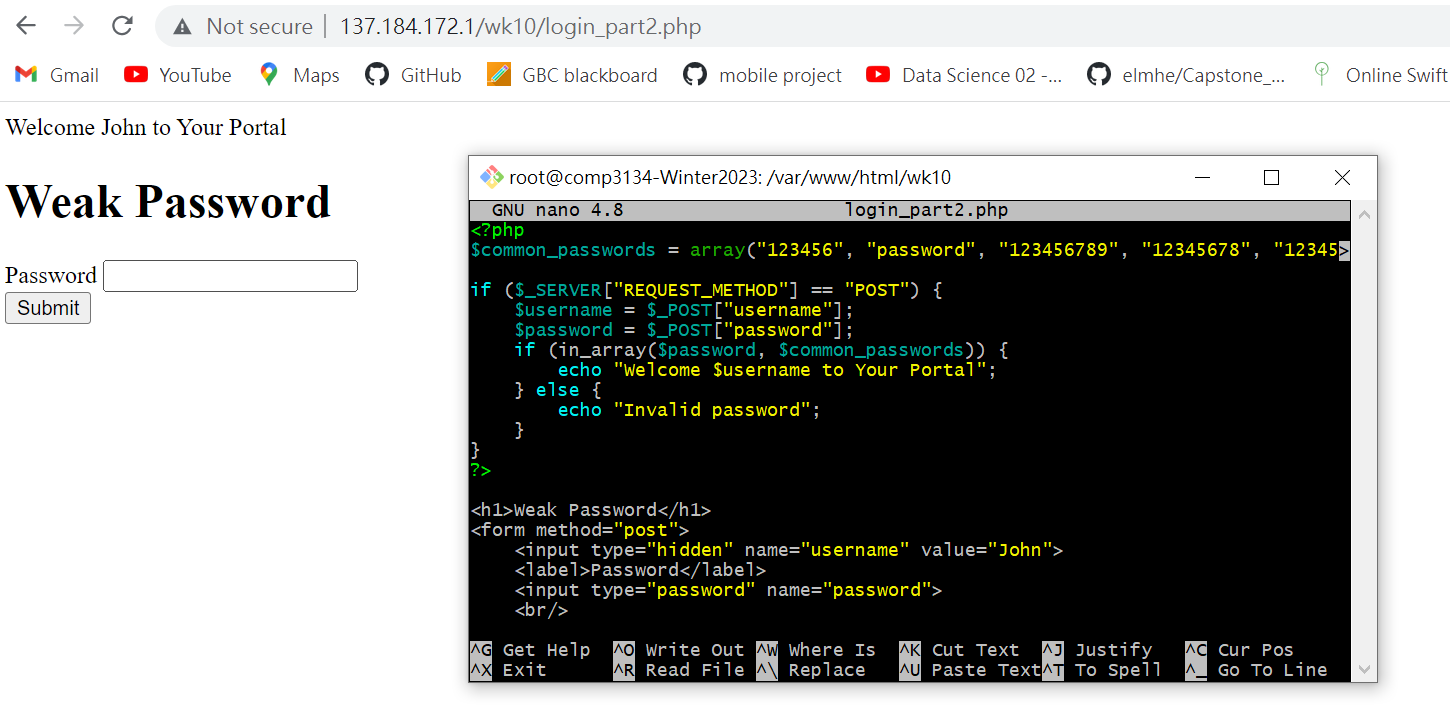 Not secure | 137.184.172.1/wk10/login_part2.php
Gmail YouTube Maps GitHub GBC blackboard mobile project Data Science 02 -... elmhe/Capstone_... Online Swift
Welcome John to Your Portal
Weak Password
Password
Submit
root@comp3134-Winter2023: /var/www/html/wk10
GNU nano 4.8 login_part2.php
<?php
$common_passwords = array("123456", "password", "123456789", "12345678", "12345>
if ($_SERVER["REQUEST_METHOD"] == "POST") {
    $username = $_POST["username"];
    $password = $_POST["password"];
    if (in_array($password, $common_passwords)) {
        echo "Welcome $username to Your Portal";
    } else {
        echo "Invalid password";
    }
}
?>
<h1>Weak Password</h1>
<form method="post">
    <input type="hidden" name="username" value="John">
    <label>Password</label>
    <input type="password" name="password">
    <br/>
^G Get Help ^O Write Out ^W Where Is ^K Cut Text ^J Justify ^C Cur Pos
^X Exit ^R Read File ^\ Replace ^U Paste Text ^T To Spell ^_ Go To Line